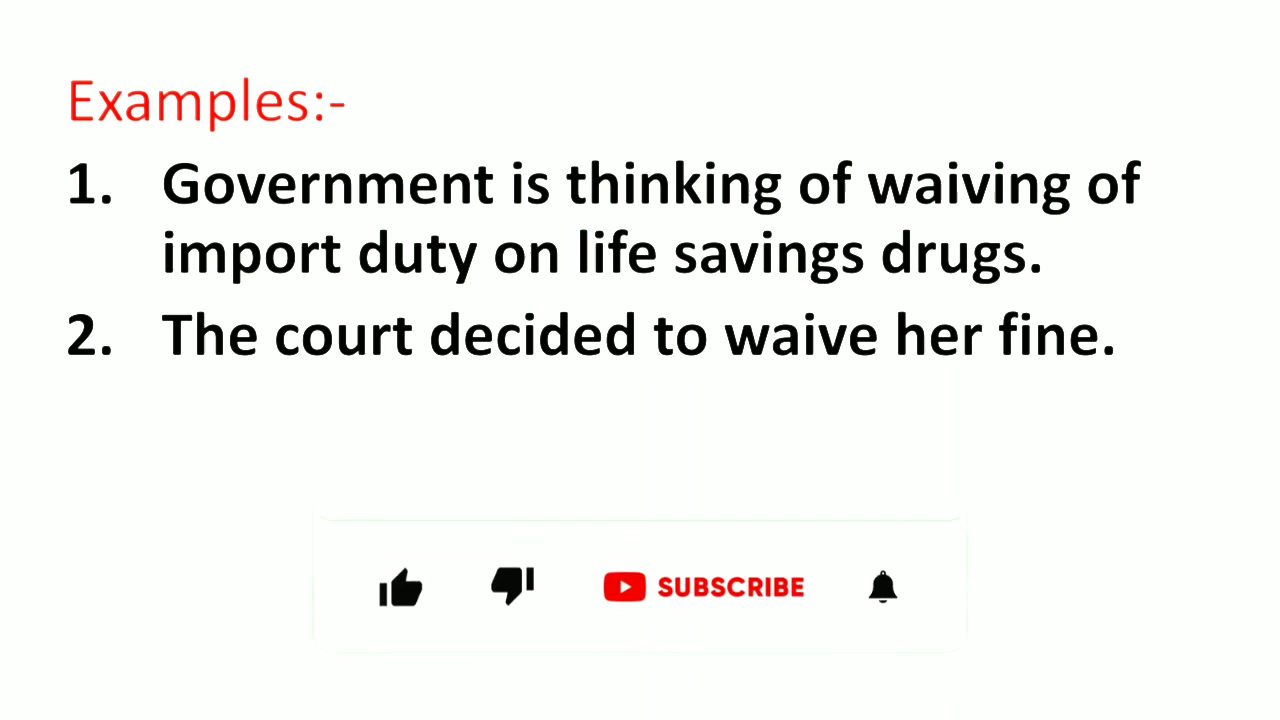 Examples:-
1. Government is thinking of waiving of
import duty on life savings drugs.
2. The court decided to waive her fine.
SUBSCRIBE